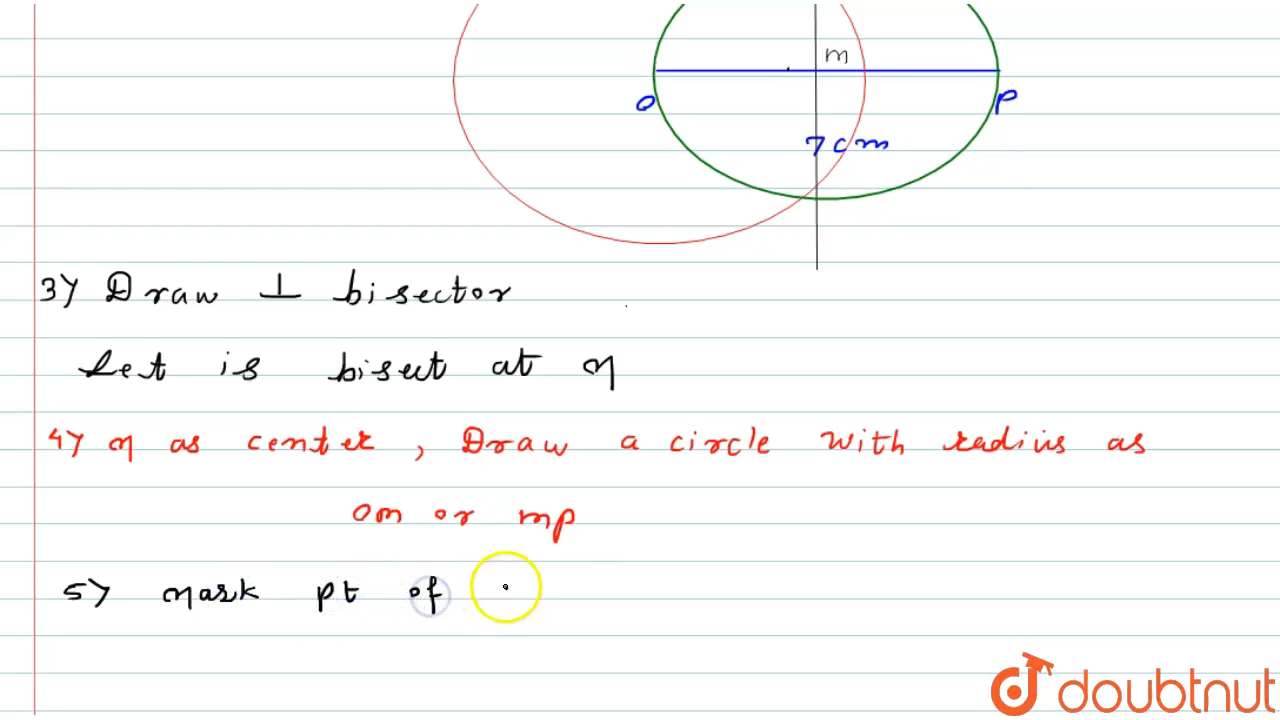 m
O P
7cm
3) Draw ⊥ bisector
Let is bisect at M
4) M as center, Draw a circle with radius as
OM or MP
5) Mark pt of
doubtnut